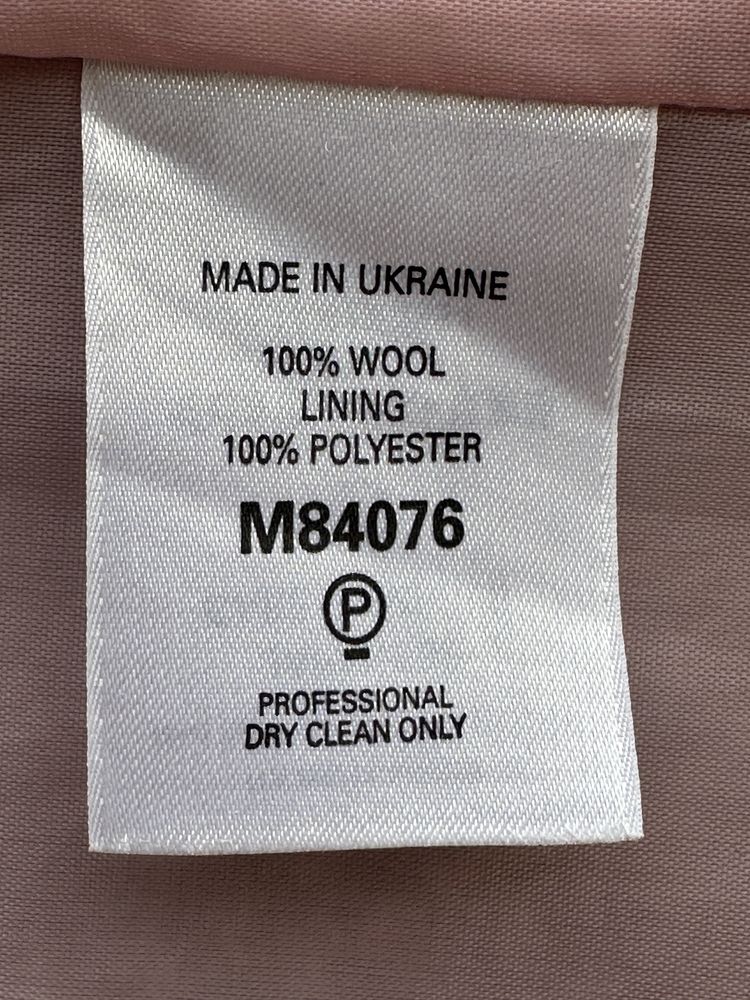 MADE IN UKRAINE
100% WOOL
LINING
100% POLYESTER
M84076
P
PROFESSIONAL
DRY CLEAN ONLY